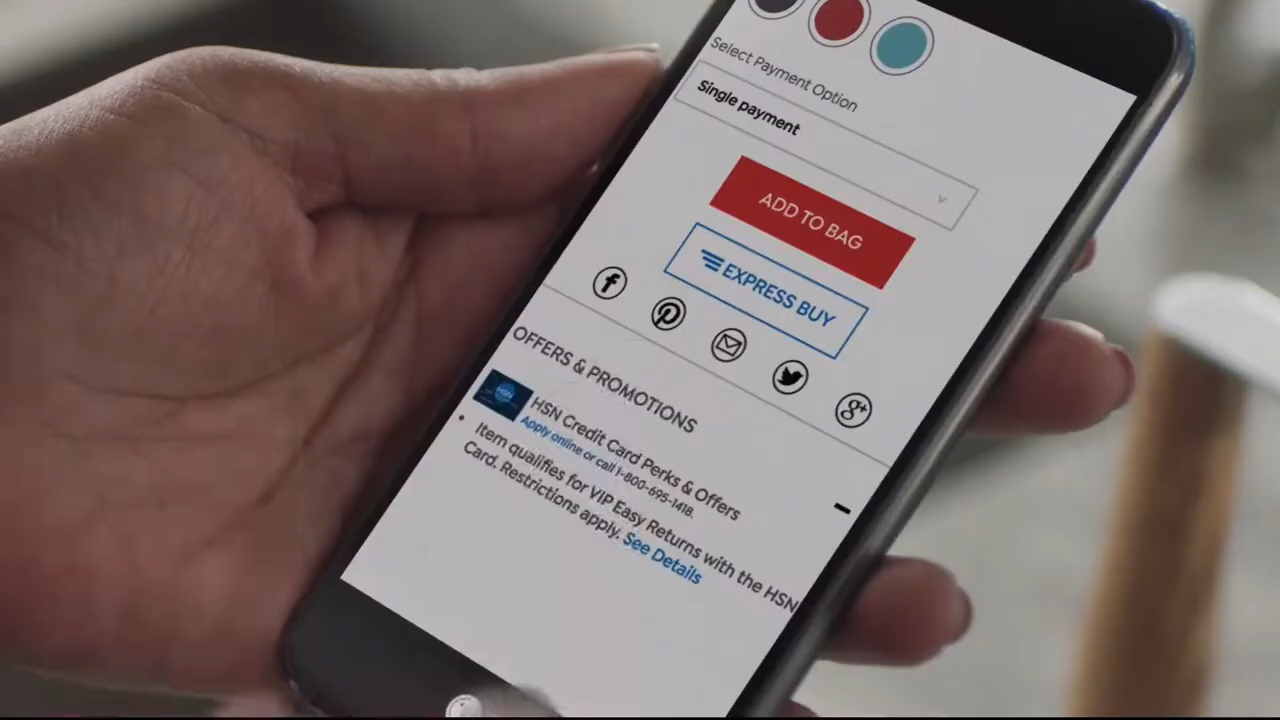 Select Payment Option
Single payment
ADD TO BAG
EXPRESS BUY
OFFERS & PROMOTIONS
HSN
HSN Credit Card Perks & Offers
Apply online or call 1-800-695-1418.
• Item qualifies for VIP Easy Returns with the HSN
Card. Restrictions apply. See Details